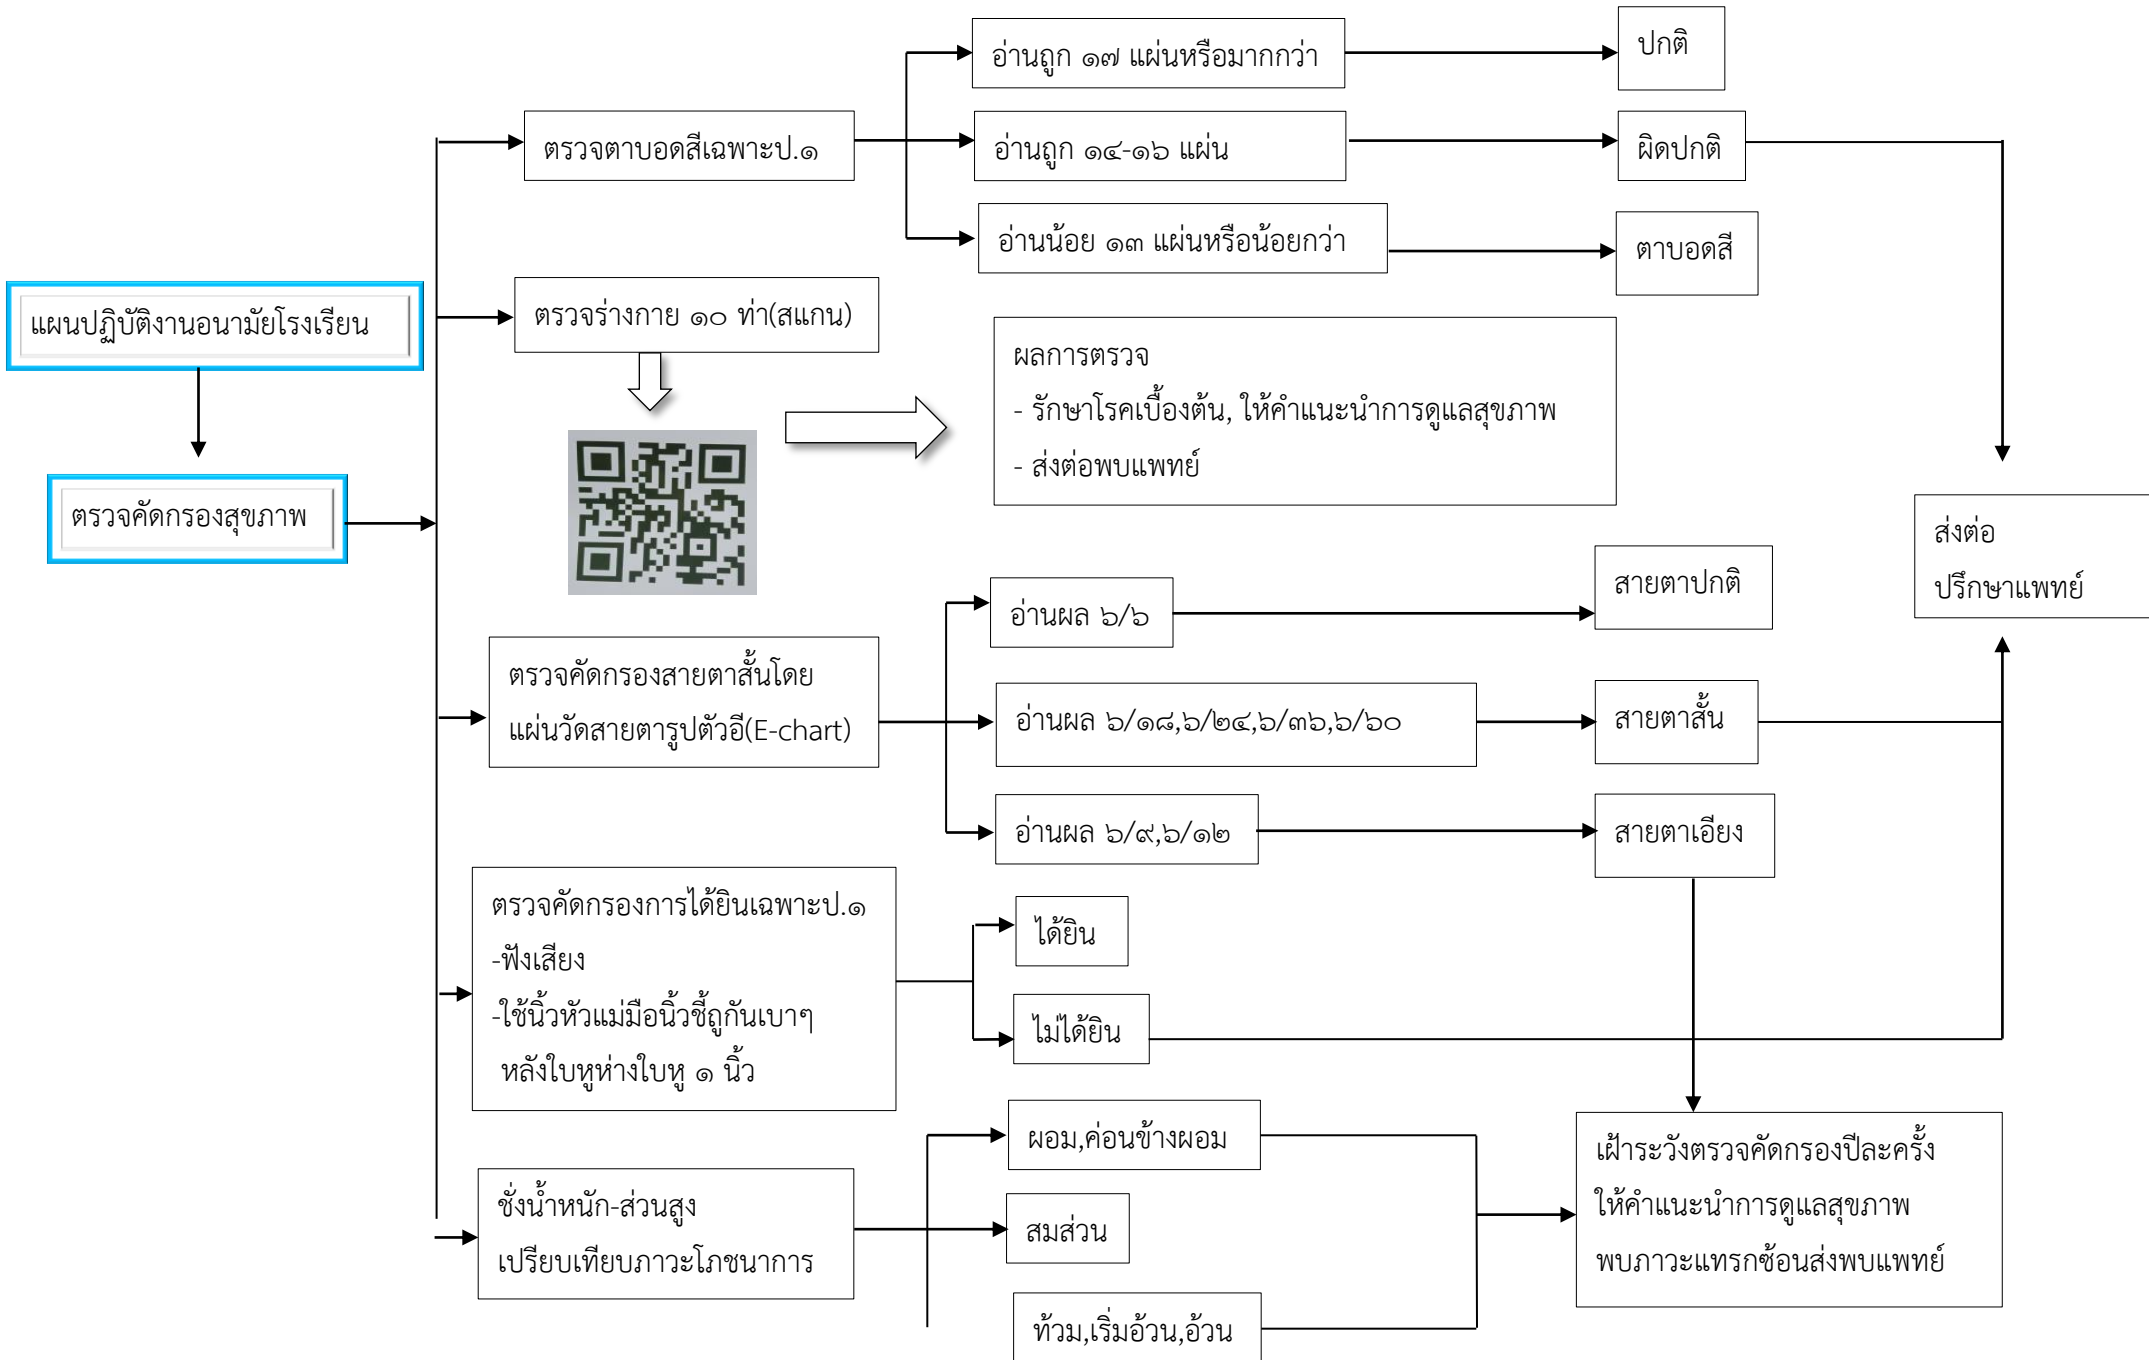 แผนปฏิบัติงานอนามัยโรงเรียน
ตรวจคัดกรองสุขภาพ
ตรวจตาบอดสีเฉพาะป.๑
อ่านถูก ๑๗ แผ่นหรือมากกว่า
ปกติ
อ่านถูก ๑๔-๑๖ แผ่น
ผิดปกติ
อ่านน้อย ๑๓ แผ่นหรือน้อยกว่า
ตาบอดสี
ตรวจร่างกาย ๑๐ ท่า(สแกน)
ผลการตรวจ
- รักษาโรคเบื้องต้น, ให้คำแนะนำการดูแลสุขภาพ
- ส่งต่อพบแพทย์
ส่งต่อ
ปรึกษาแพทย์
ตรวจคัดกรองสายตาสั้นโดย
แผ่นวัดสายตารูปตัวอี(E-chart)
อ่านผล ๖/๖
สายตาปกติ
อ่านผล ๖/๑๘,๖/๒๔,๖/๓๖,๖/๖๐
สายตาสั้น
อ่านผล ๖/๙,๖/๑๒
สายตาเอียง
ตรวจคัดกรองการได้ยินเฉพาะป.๑
-ฟังเสียง
-ใช้นิ้วหัวแม่มือนิ้วชี้ถูกันเบาๆ
หลังใบหูห่างใบหู ๑ นิ้ว
ได้ยิน
ไม่ได้ยิน
ชั่งน้ำหนัก-ส่วนสูง
เปรียบเทียบภาวะโภชนาการ
ผอม,ค่อนข้างผอม
สมส่วน
ท้วม,เริ่มอ้วน,อ้วน
เฝ้าระวังตรวจคัดกรองปีละครั้ง
ให้คำแนะนำการดูแลสุขภาพ
พบภาวะแทรกซ้อนส่งพบแพทย์